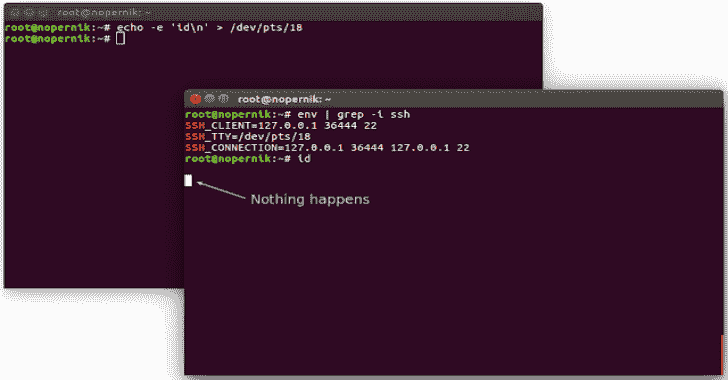 root@nopernik: ~
root@nopernik:~# echo -e 'id\n' > /dev/pts/18
root@nopernik:~#
root@nopernik: ~
root@nopernik:~# env | grep -i ssh
SSH_CLIENT=127.0.0.1 36444 22
SSH_TTY=/dev/pts/18
SSH_CONNECTION=127.0.0.1 36444 127.0.0.1 22
root@nopernik:~# id
Nothing happens